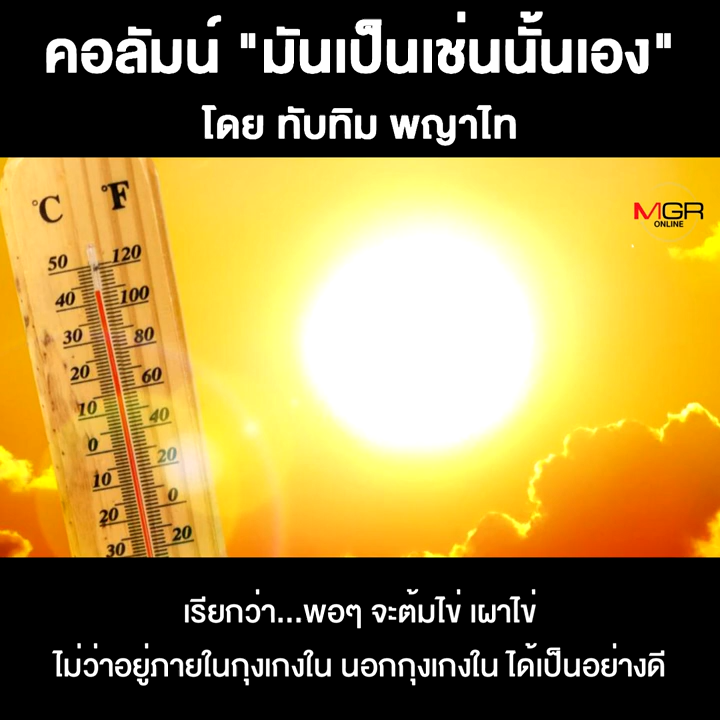 คอลัมน์ "มันเป็นเช่นนั้นเอง"
โดย ทับทิม พญาไท
MGR
ONLINE
°C °F
50 120
40 100
30 80
20 60
10 40
0 20
10 0
20 20
30
เรียกว่า...พอๆ จะต้มไข่ เผาไข่
ไม่ว่าอยู่ภายในกุงเกงใน นอกกุงเกงใน ได้เป็นอย่างดี